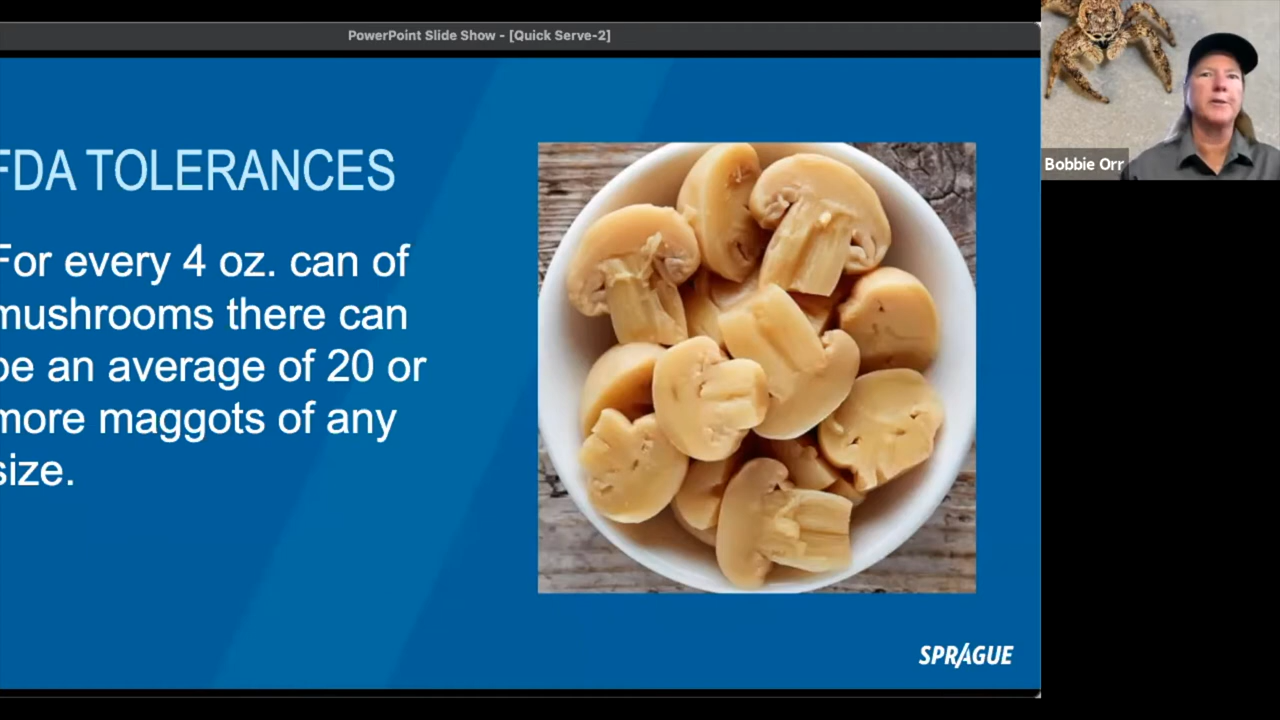 PowerPoint Slide Show - [Quick Serve-2]
FDA TOLERANCES
For every 4 oz. can of
mushrooms there can
be an average of 20 or
more maggots of any
size.
SPRAGUE
Bobbie Orr